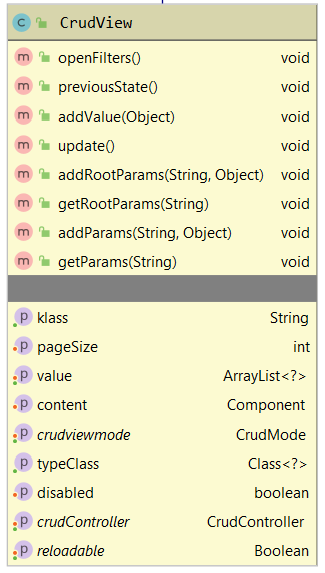 C CrudView
m openFilters() void
m previousState() void
m addValue(Object) void
m update() void
m addRootParams(String, Object) void
m getRootParams(String) void
m addParams(String, Object) void
m getParams(String) void
p klass String
p pageSize int
p value ArrayList<?>
p content Component
p crudviewmode CrudMode
p typeClass Class<?>
p disabled boolean
p crudController CrudController
p reloadable Boolean